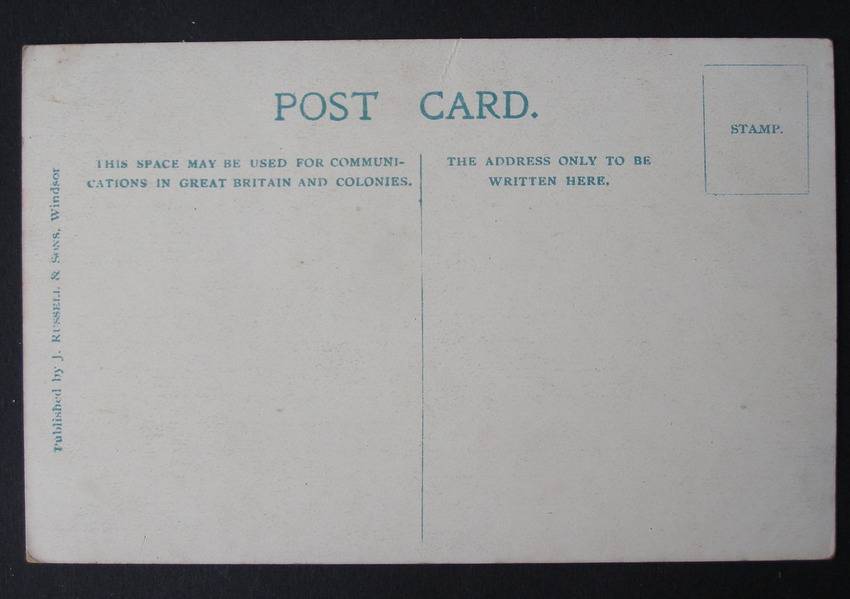 POST CARD.
STAMP.
THIS SPACE MAY BE USED FOR COMMUNI-
CATIONS IN GREAT BRITAIN AND COLONIES.
THE ADDRESS ONLY TO BE
WRITTEN HERE.
Published by J. RUSSELL & SONS, Windsor